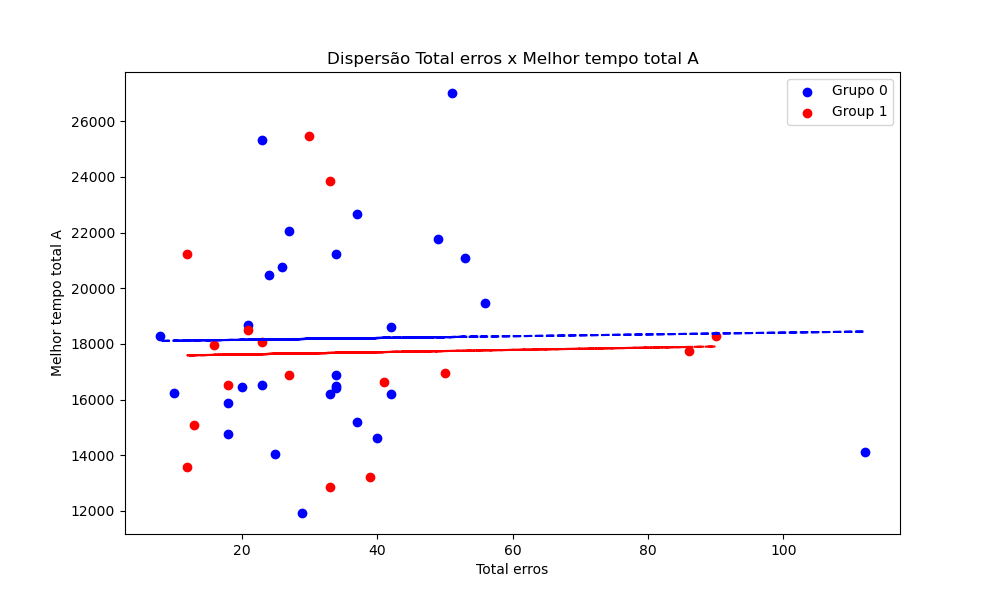 Dispersão Total erros x Melhor tempo total A
Grupo 0
Group 1
Melhor tempo total A
26000
24000
22000
20000
18000
16000
14000
12000
20 40 60 80 100
Total erros